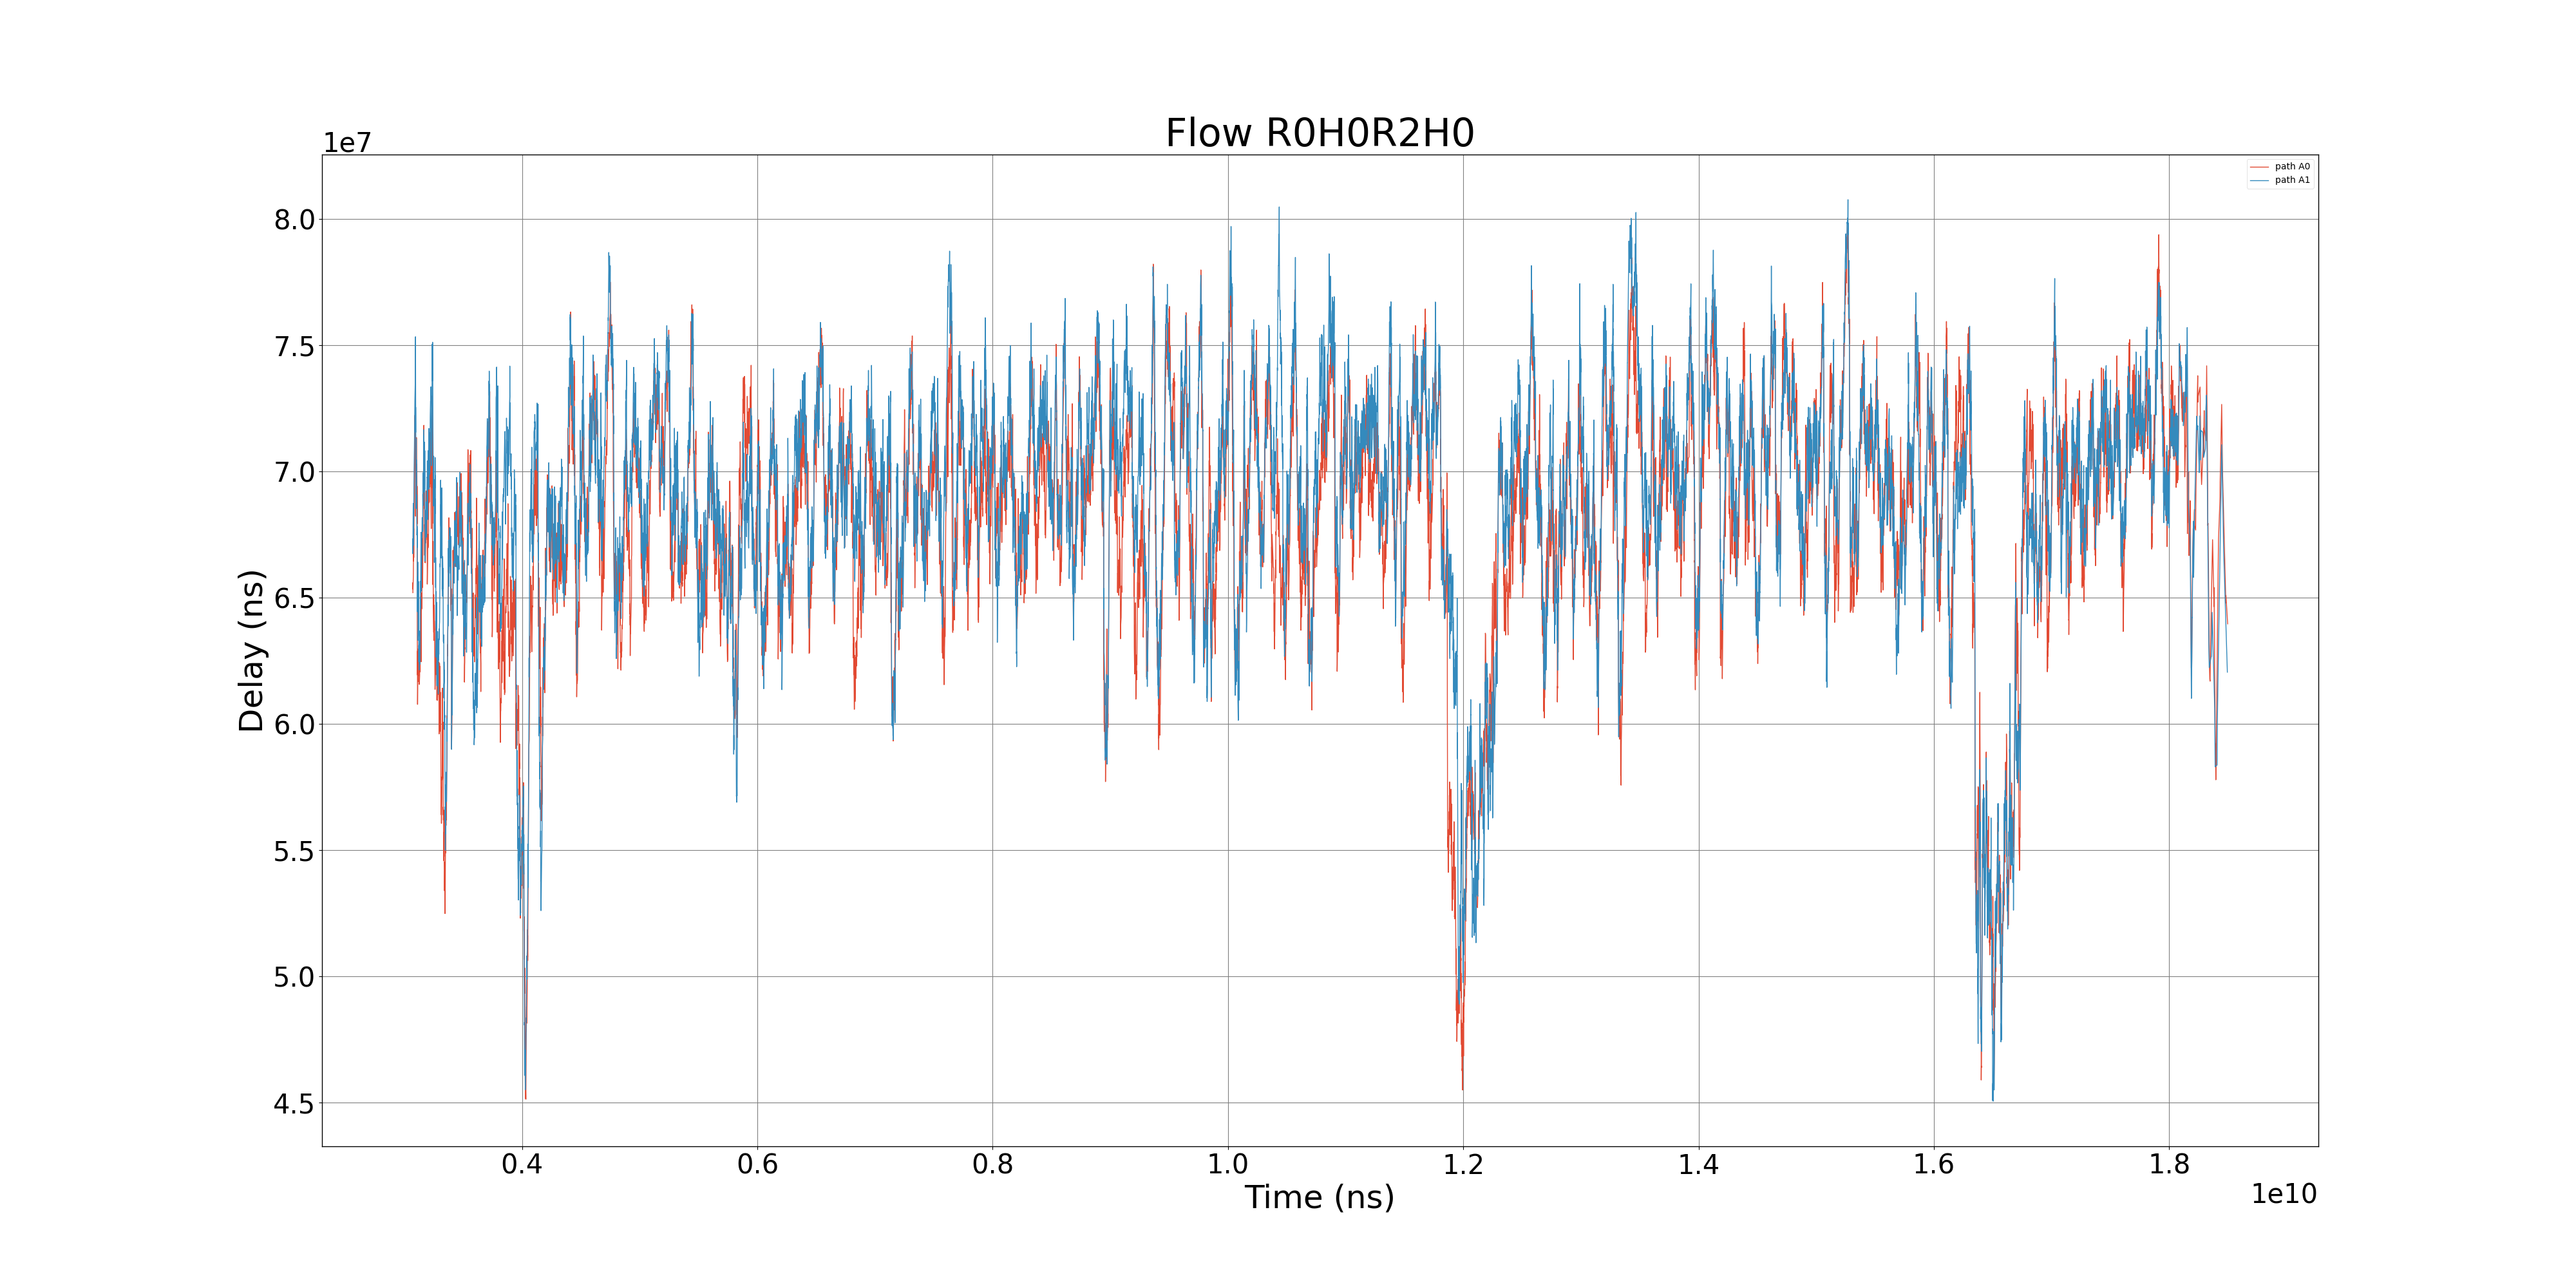 Flow R0H0R2H0
1e7
path A0
path A1
8.0
7.5
7.0
6.5
6.0
5.5
5.0
4.5
Delay (ns)
0.4 0.6 0.8 1.0 1.2 1.4 1.6 1.8
Time (ns)
1e10